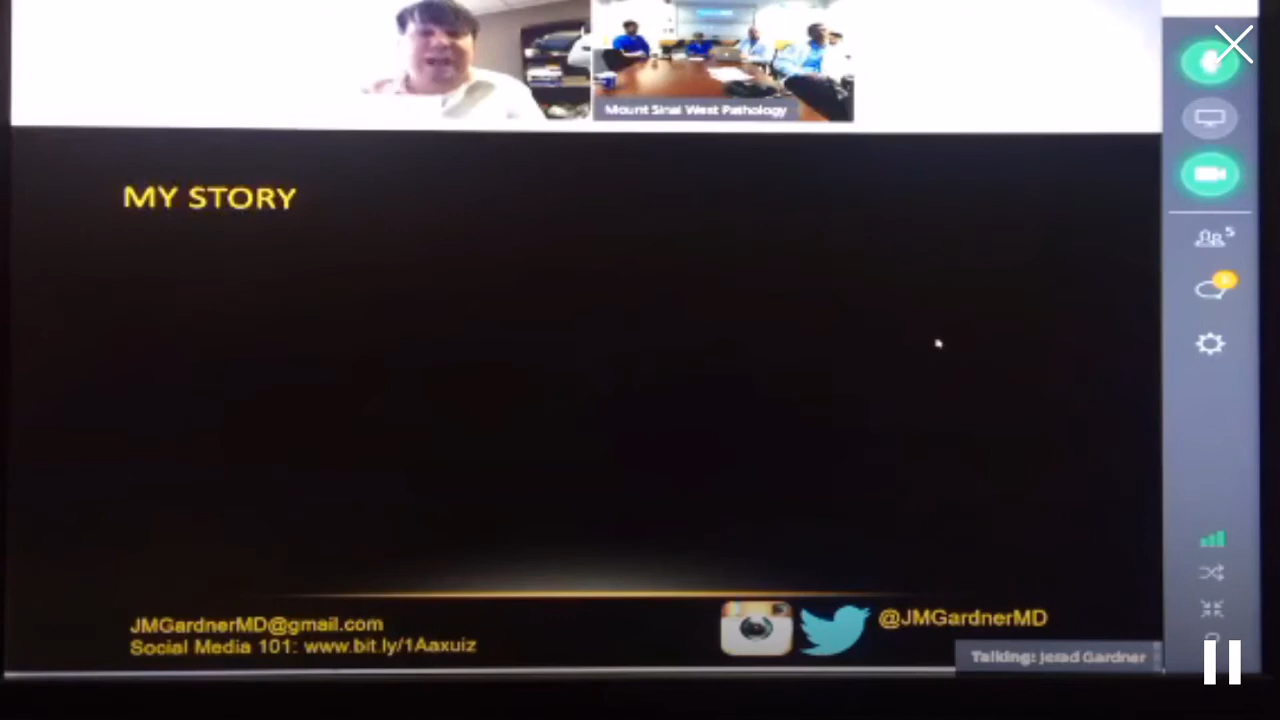 Mount Sinai West Pathology
MY STORY
5
JMGardnerMD@gmail.com
Social Media 101: www.bit.ly/1Aaxuiz
@JMGardnerMD
Talking: Jerad Gardner